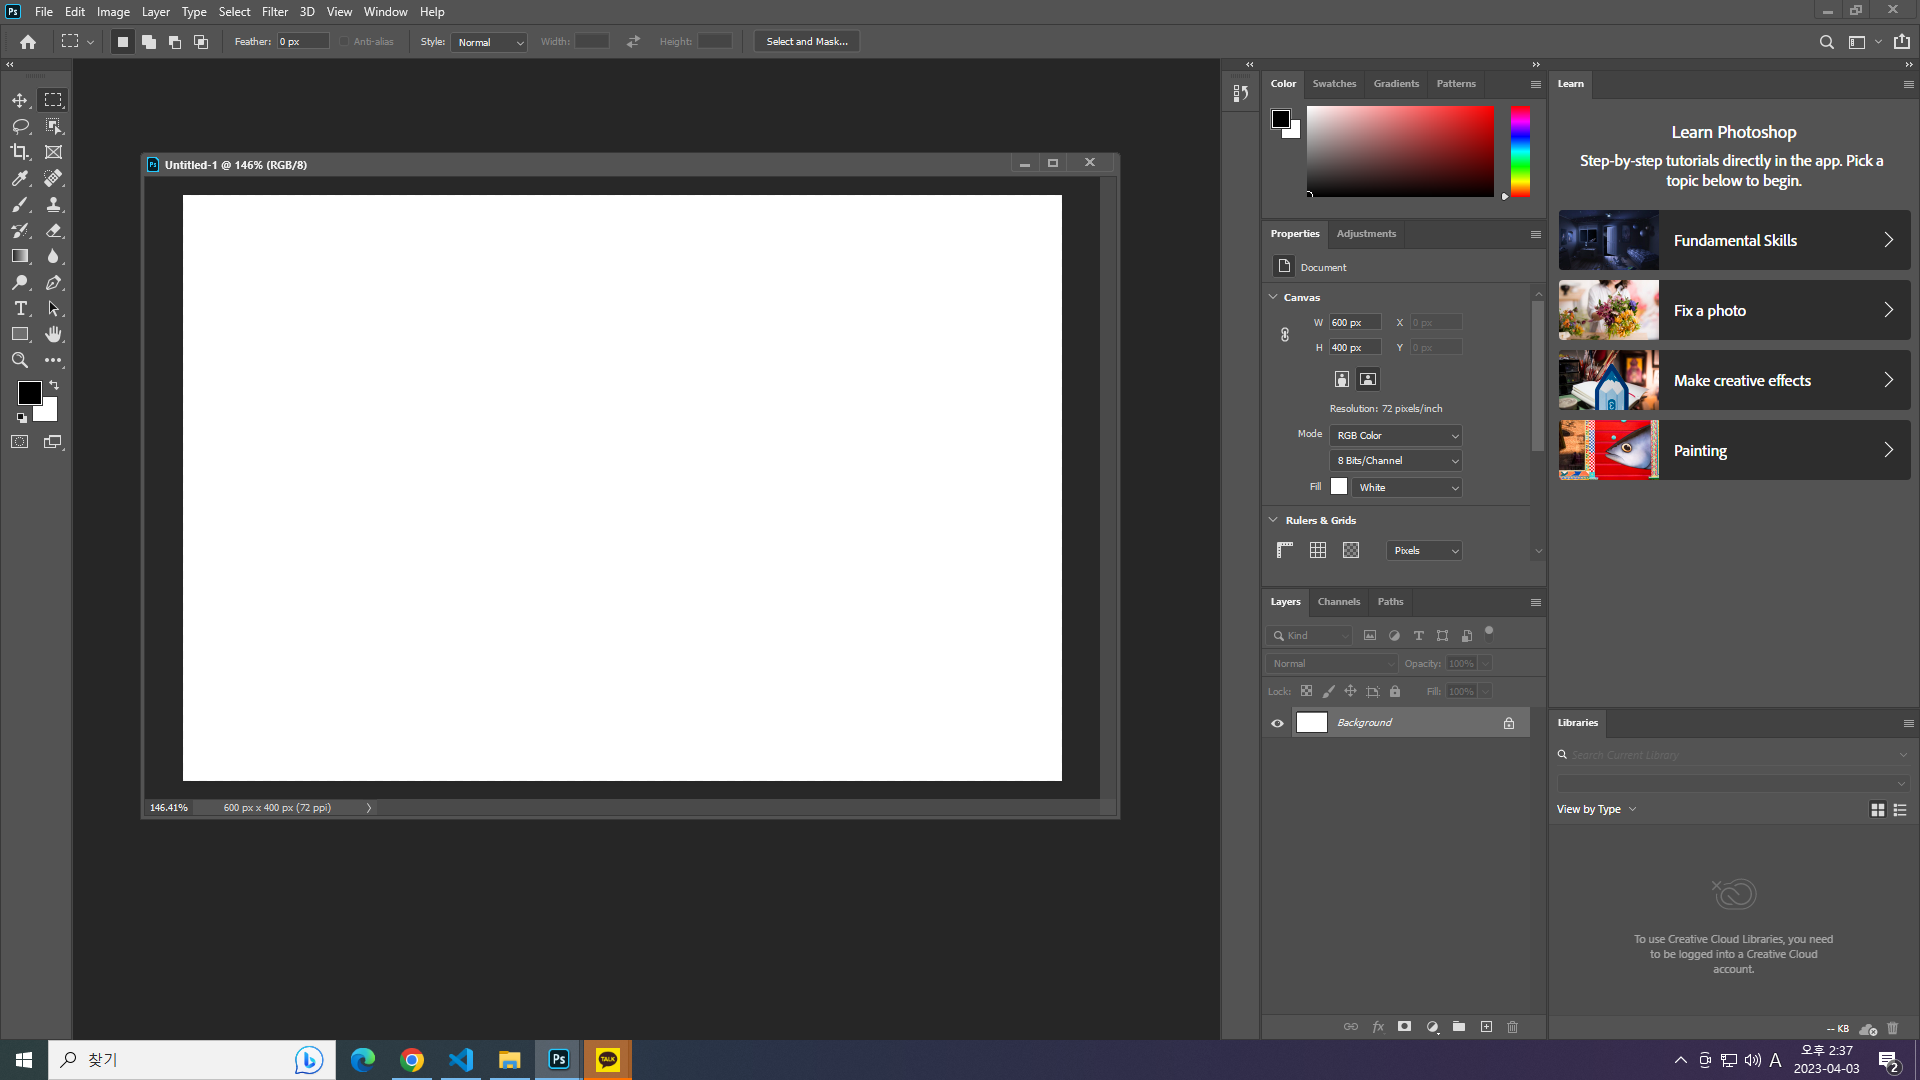 Ps File Edit Image Layer Type Select Filter 3D View Window Help
Feather: 0 px Anti-alias Style: Normal Width: Height: Select and Mask...
Untitled-1 @ 146% (RGB/8)
146.41% 600 px x 400 px (72 ppi)
Color Swatches Gradients Patterns
Properties Adjustments
Document
Canvas
W 600 px X 0 px
H 400 px Y 0 px
Resolution: 72 pixels/inch
Mode RGB Color
8 Bits/Channel
Fill White
Rulers & Grids
Pixels
Layers Channels Paths
Kind
Normal Opacity: 100%
Lock: Fill: 100%
Background
fx
Learn
Learn Photoshop
Step-by-step tutorials directly in the app. Pick a
topic below to begin.
Fundamental Skills
Fix a photo
Make creative effects
Painting
Libraries
Search Current Library
View by Type
To use Creative Cloud Libraries, you need
to be logged into a Creative Cloud
account.
-- KB
찾기 Ps TALK A 오후 2:37
2023-04-03 2